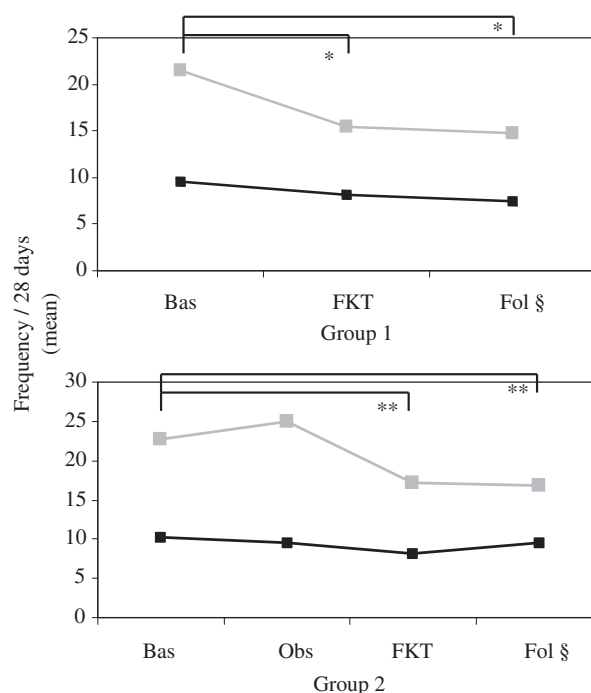 *
*
25
20
15
10
5
0
Bas FKT Fol §
Group 1
Frequency / 28 days
(mean)
**
**
30
25
20
15
10
5
0
Bas Obs FKT Fol §
Group 2